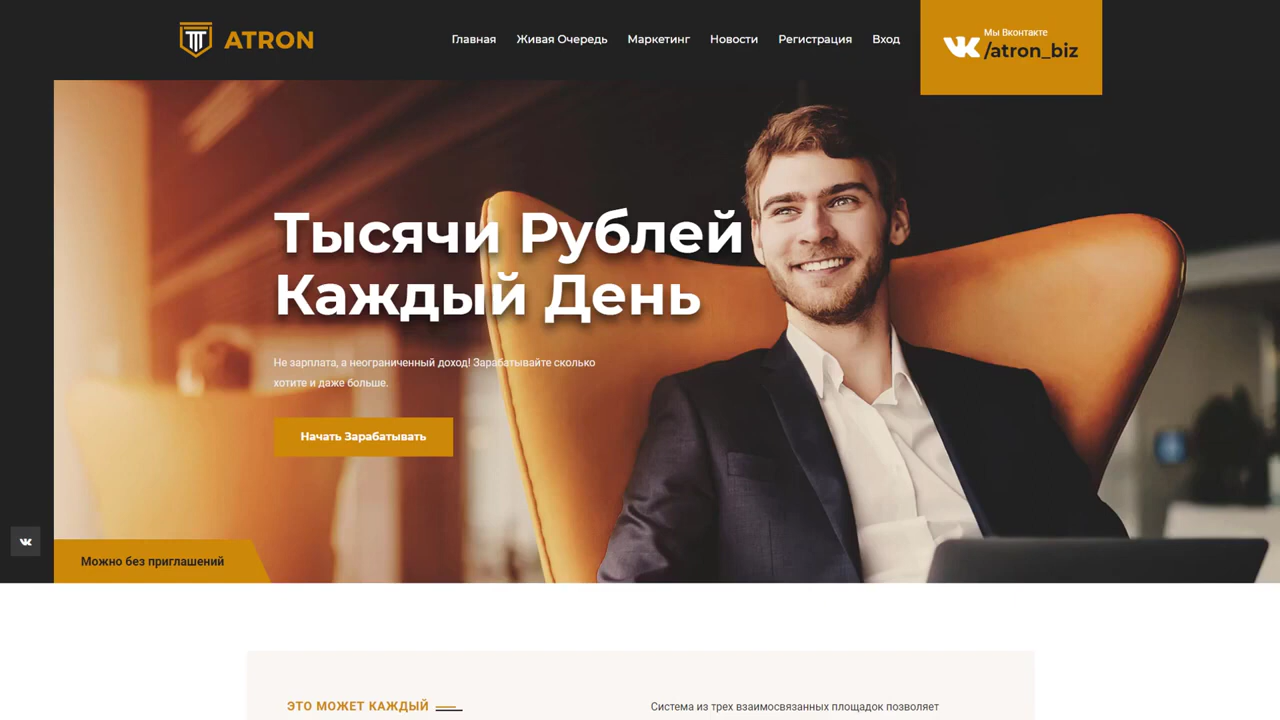 ATRON
Главная Живая Очередь Маркетинг Новости Регистрация Вход
Мы Вконтакте
/atron_biz
Тысячи Рублей
Каждый День
Не зарплата, а неограниченный доход! Зарабатывайте сколько
хотите и даже больше.
Начать Зарабатывать
Можно без приглашений
ЭТО МОЖЕТ КАЖДЫЙ
Система из трех взаимосвязанных площадок позволяет